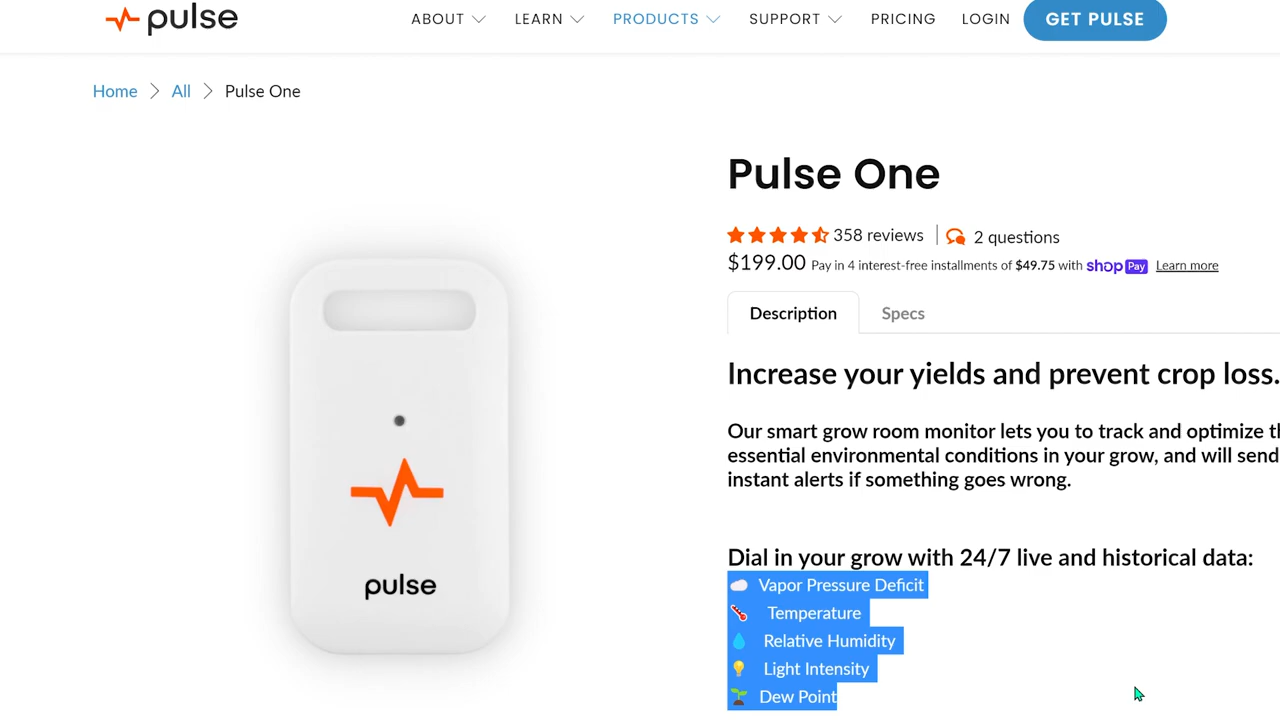 pulse
ABOUT LEARN PRODUCTS SUPPORT PRICING LOGIN GET PULSE
Home > All > Pulse One
Pulse One
358 reviews | 2 questions
$199.00 Pay in 4 interest-free installments of $49.75 with shop Pay Learn more
Description Specs
Increase your yields and prevent crop loss.
Our smart grow room monitor lets you to track and optimize
essential environmental conditions in your grow, and will send
instant alerts if something goes wrong.
Dial in your grow with 24/7 live and historical data:
Vapor Pressure Deficit
Temperature
Relative Humidity
Light Intensity
Dew Point
pulse